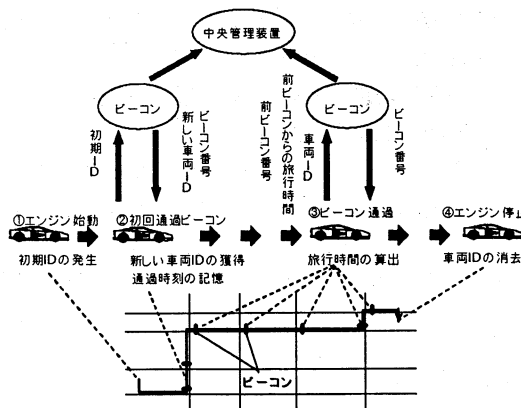 中央管理装置
ビーコン
ビーコン
初期ID
新しい車両ID
ビーコン番号
前ビーコン番号
前ビーコンからの旅行時間
車両ID
ビーコン番号
①エンジン始動
②初回通過ビーコン
③ビーコン通過
④エンジン停止
初期IDの発生
新しい車両IDの獲得
通過時刻の記憶
旅行時間の算出
車両IDの消去
ビーコン